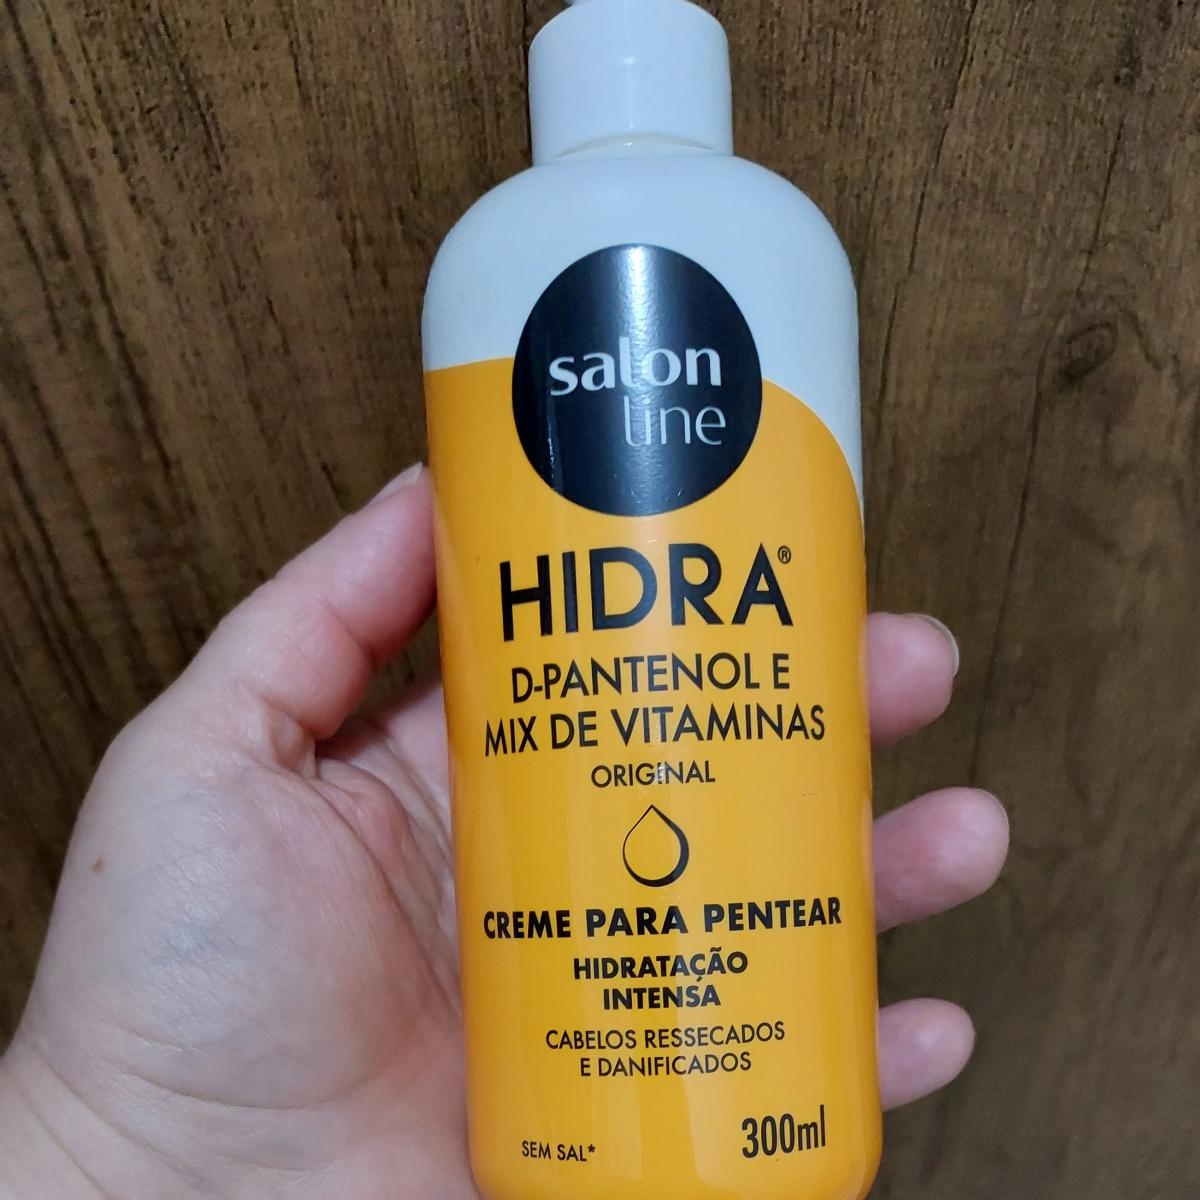 salon
line
HIDRA®
D-PANTENOL E
MIX DE VITAMINAS
ORIGINAL
CREME PARA PENTEAR
HIDRATAÇÃO
INTENSA
CABELOS RESSECADOS
E DANIFICADOS
SEM SAL*
300ml